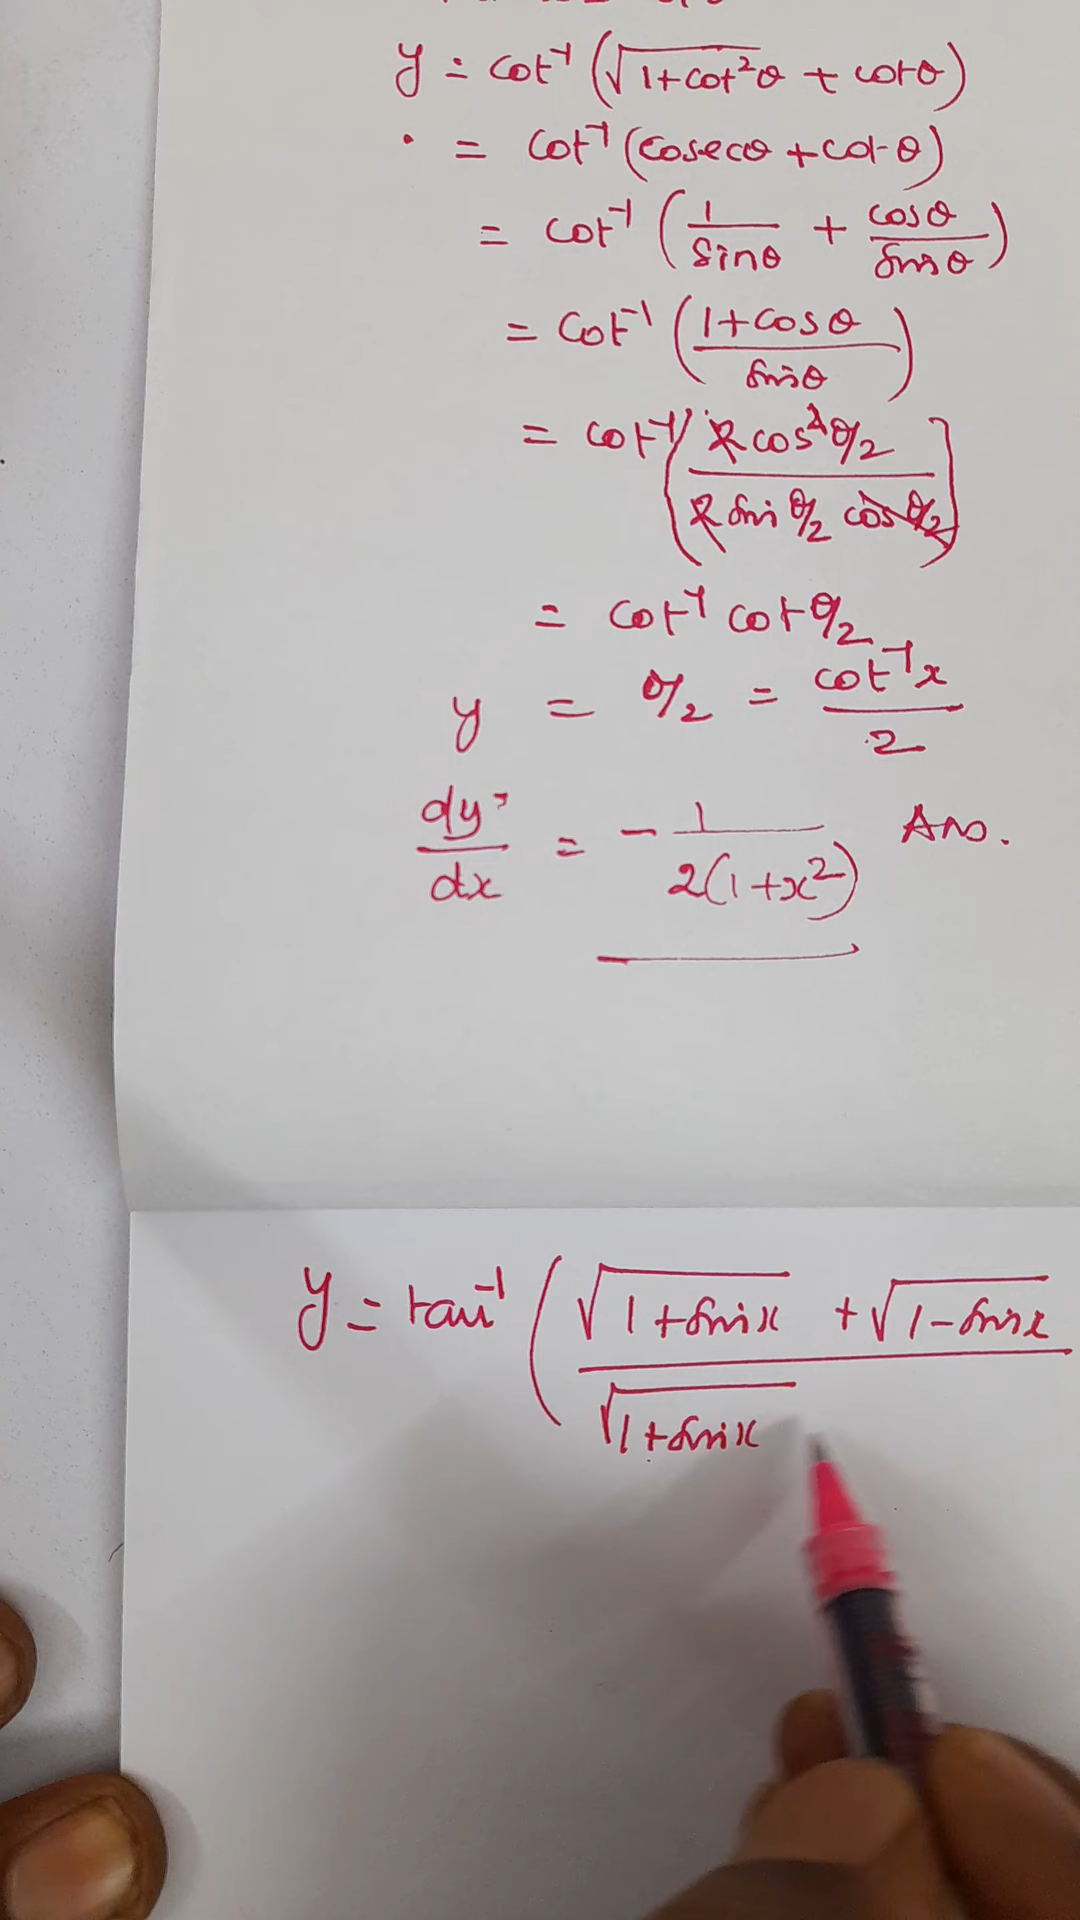 y = cot⁻¹ (√1+cot²θ + cotθ)
= cot⁻¹ (cosecθ + cotθ)
= cot⁻¹ (1/sinθ + cosθ/sinθ)
= cot⁻¹ (1+cosθ/sinθ)
= cot⁻¹ (2cos²θ/2 / 2sinθ/2 cosθ/2)
= cot⁻¹ cotθ/2
y = θ/2 = cot⁻¹x/2
dy/dx = -1/2(1+x²) Ans.
y = tan⁻¹ (√1+sinx + √1-sinx / √1+sinx